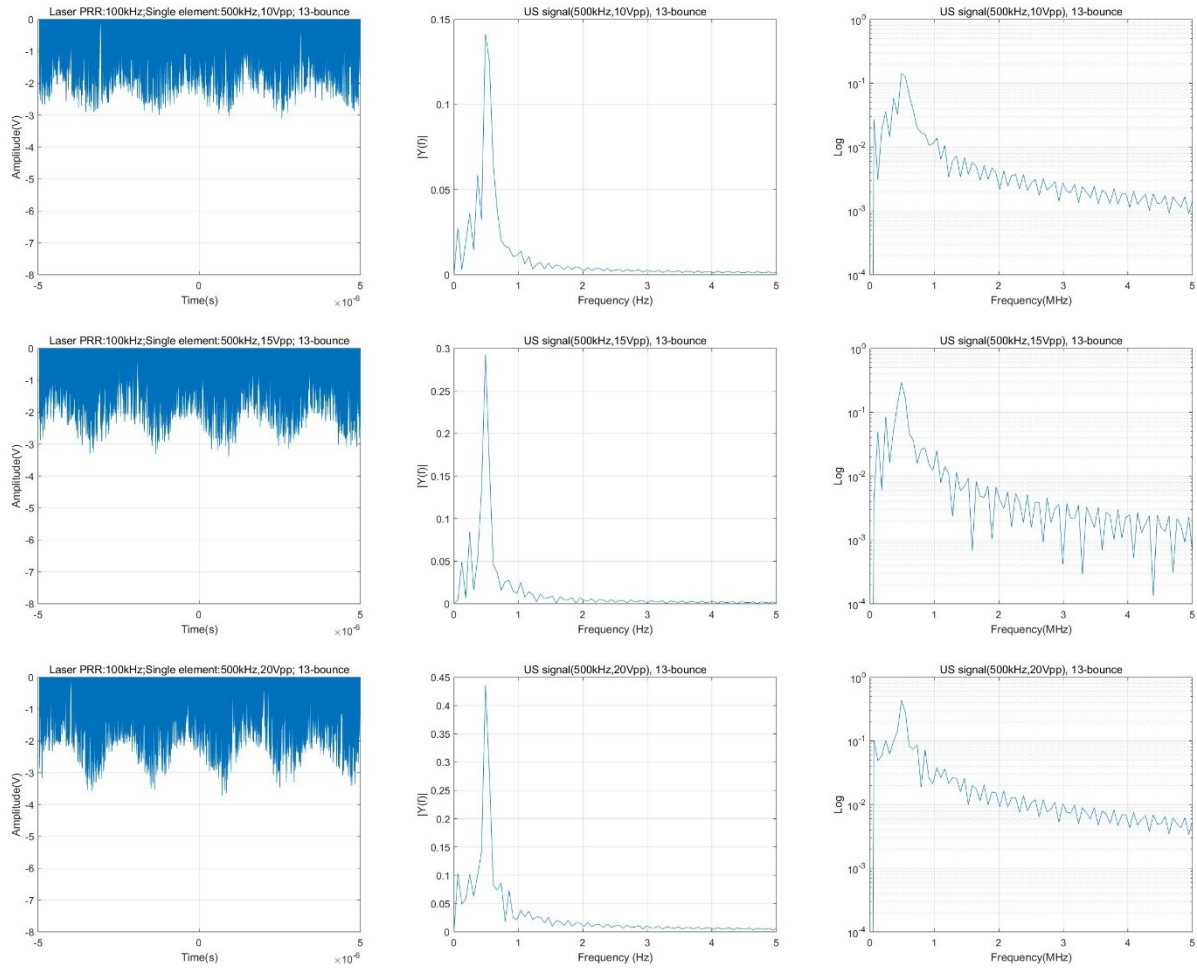 Laser PRR:100kHz;Single element:500kHz,10Vpp; 13-bounce
0
-1
-2
-3
-4
-5
-6
-7
-8
Amplitude(V)
-5 0 5
Time(s)
×10⁻⁶
US signal(500kHz,10Vpp), 13-bounce
0.15
0.1
0.05
0
|Y(f)|
0 1 2 3 4 5
Frequency (Hz)
US signal(500kHz,10Vpp), 13-bounce
10⁰
10⁻¹
10⁻²
10⁻³
10⁻⁴
Log
0 1 2 3 4 5
Frequency(MHz)
Laser PRR:100kHz;Single element:500kHz,15Vpp; 13-bounce
0
-1
-2
-3
-4
-5
-6
-7
-8
Amplitude(V)
-5 0 5
Time(s)
×10⁻⁶
US signal(500kHz,15Vpp), 13-bounce
0.3
0.25
0.2
0.15
0.1
0.05
0
|Y(f)|
0 1 2 3 4 5
Frequency (Hz)
US signal(500kHz,15Vpp), 13-bounce
10⁰
10⁻¹
10⁻²
10⁻³
10⁻⁴
Log
0 1 2 3 4 5
Frequency(MHz)
Laser PRR:100kHz;Single element:500kHz,20Vpp; 13-bounce
0
-1
-2
-3
-4
-5
-6
-7
-8
Amplitude(V)
-5 0 5
Time(s)
×10⁻⁶
US signal(500kHz,20Vpp), 13-bounce
0.45
0.4
0.35
0.3
0.25
0.2
0.15
0.1
0.05
0
|Y(f)|
0 1 2 3 4 5
Frequency (Hz)
US signal(500kHz,20Vpp), 13-bounce
10⁰
10⁻¹
10⁻²
10⁻³
10⁻⁴
Log
0 1 2 3 4 5
Frequency(MHz)